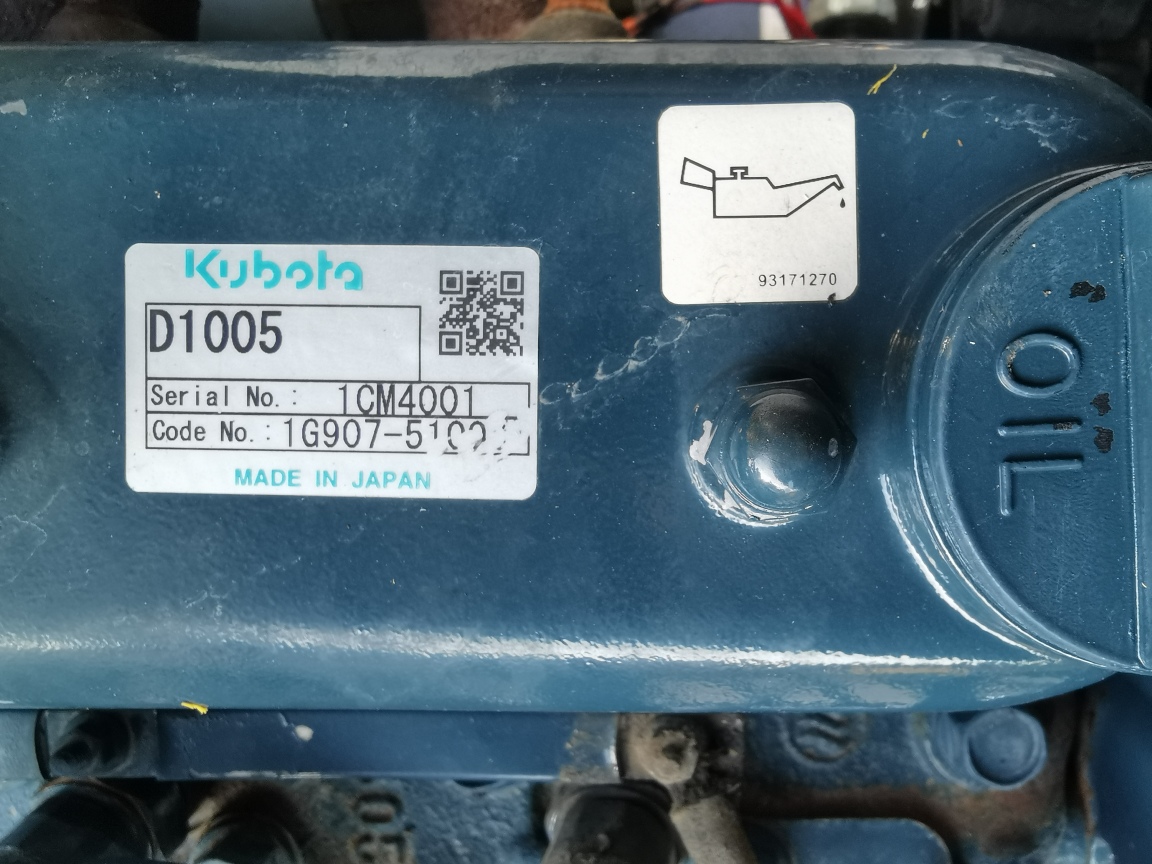 Kubota
D1005
Serial No.: 1CM4001
Code No.:
MADE IN JAPAN
93171270
OIL